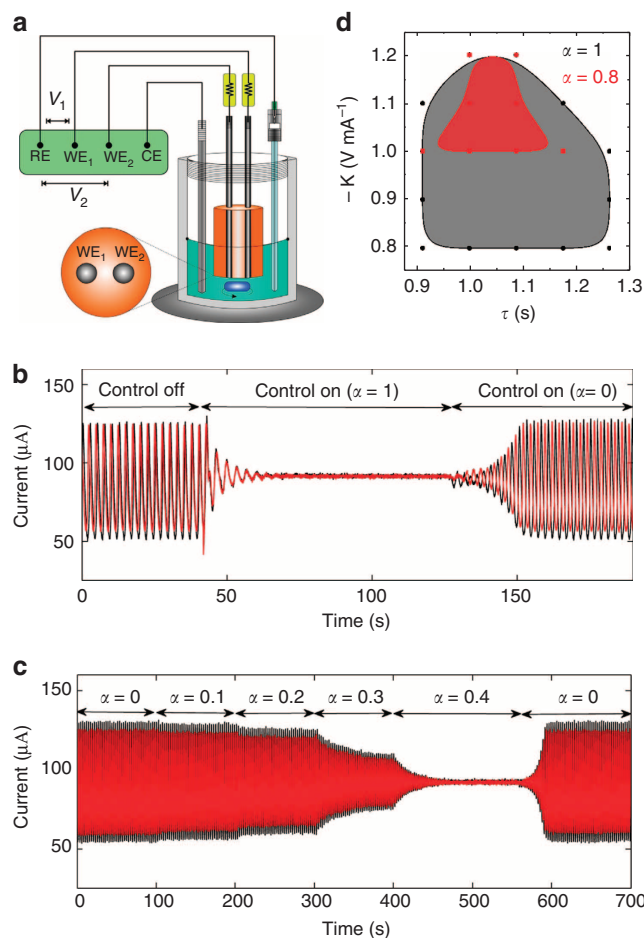 a
V1
RE WE1 WE2 CE
V2
WE1 WE2
d
α = 1
α = 0.8
1.2
1.1
1.0
0.9
0.8
– K (V mA–1)
0.9 1.0 1.1 1.2 1.3
τ (s)
b
150
100
50
Current (μA)
Control off
Control on (α = 1)
Control on (α= 0)
0 50 100 150
Time (s)
c
150
100
50
0
Current (μA)
α = 0 α = 0.1 α = 0.2 α = 0.3 α = 0.4 α = 0
0 100 200 300 400 500 600 700
Time (s)